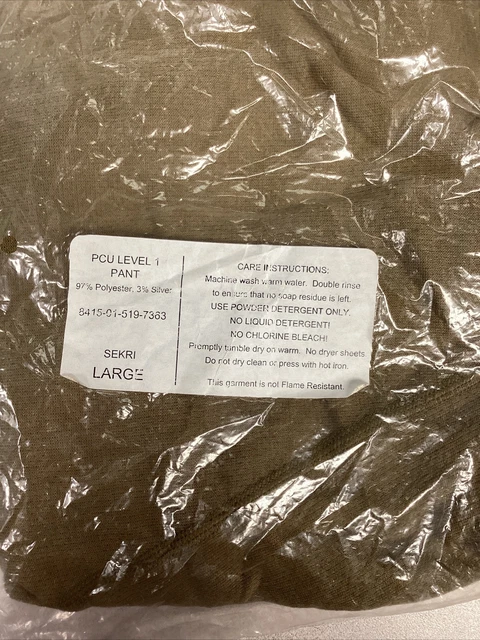 PCU LEVEL 1
PANT
97% Polyester, 3% Silver
8415-01-519-7363
SEKRI
LARGE
CARE INSTRUCTIONS:
Machine wash warm water. Double rinse
to ensure that no soap residue is left.
USE POWDER DETERGENT ONLY.
NO LIQUID DETERGENT!
NO CHLORINE BLEACH!
Promptly tumble dry on warm. No dryer sheets
Do not dry clean or press with hot iron.
This garment is not Flame Resistant.